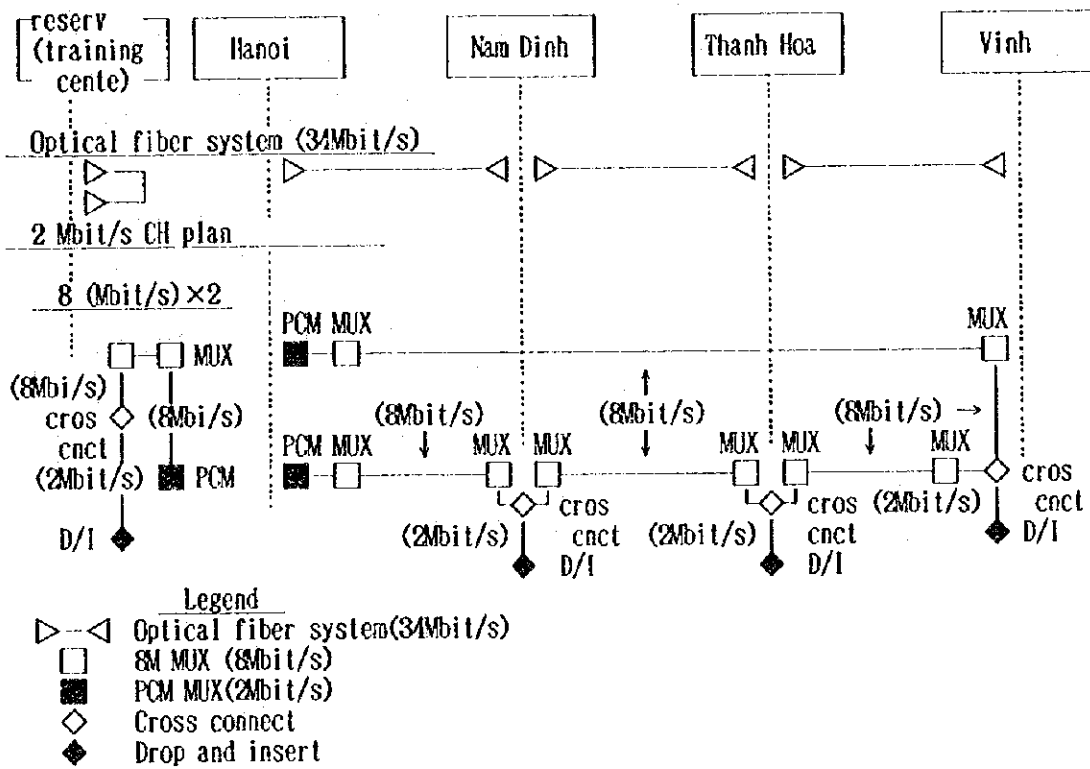 reserv
(training
cente)
Hanoi
Nam Dinh
Thanh Hoa
Vinh
Optical fiber system (34Mbit/s)
2 Mbit/s CH plan
8 (Mbit/s)×2
PCM MUX
MUX
MUX
(8Mbi/s)
(8Mbit/s)
(8Mbit/s)
(8Mbit/s) →
cros
cnct
(8Mbi/s)
PCM MUX
MUX
MUX
MUX
MUX
MUX
(2Mbit/s)
PCM
(2Mbit/s)
cros
cnct
cros
cnct
cros
cnct
D/I
(2Mbit/s)
(2Mbit/s)
D/I
D/I
D/I
Legend
Optical fiber system(34Mbit/s)
8M MUX (8Mbit/s)
PCM MUX(2Mbit/s)
Cross connect
Drop and insert